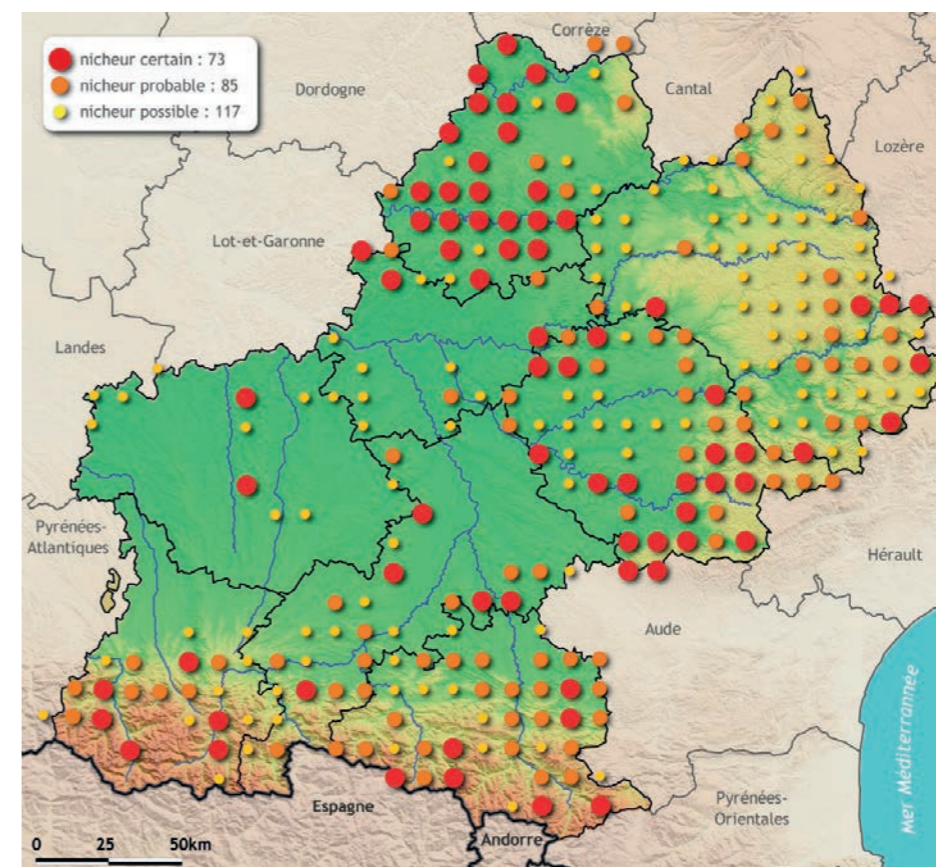 nicheur certain : 73
nicheur probable : 85
nicheur possible : 117
Corrèze
Dordogne
Cantal
Lozère
Lot-et-Garonne
Landes
Pyrénées-
Atlantiques
Hérault
Aude
Mer Méditerrannée
Espagne
Pyrénées-
Orientales
Andorre
0 25 50km